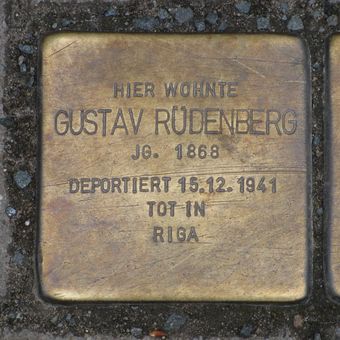 HIER WOHNTE
GUSTAV RÜDENBERG
JG. 1868
DEPORTIERT 15.12.1941
TOT IN
RIGA